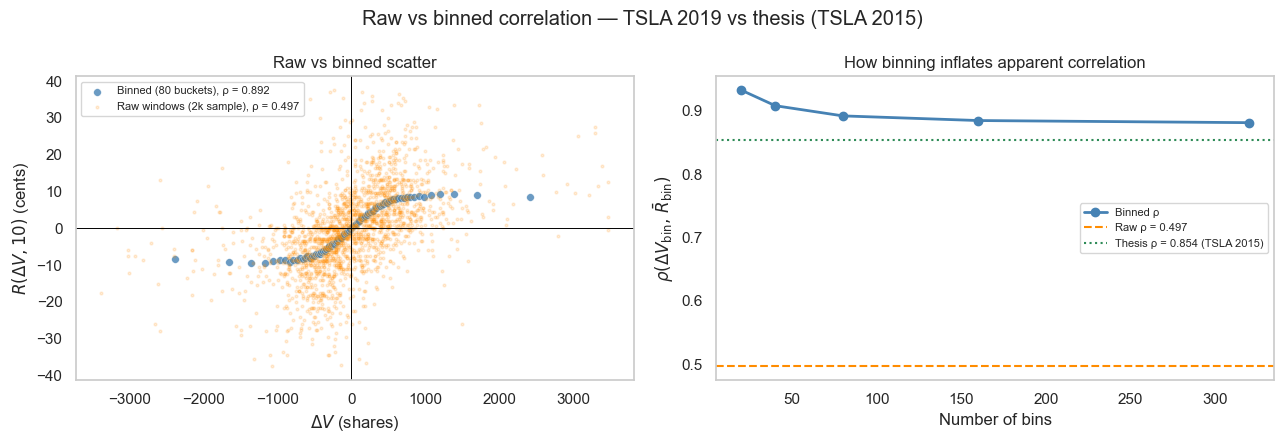 Raw vs binned correlation — TSLA 2019 vs thesis (TSLA 2015)
Raw vs binned scatter
40
30
20
10
0
−10
−20
−30
−40
R(ΔV, 10) (cents)
Binned (80 buckets), ρ = 0.892
Raw windows (2k sample), ρ = 0.497
−3000 −2000 −1000 0 1000 2000 3000
ΔV (shares)
How binning inflates apparent correlation
0.9
0.8
0.7
0.6
0.5
ρ(ΔV_bin, R̄_bin)
Binned ρ
Raw ρ = 0.497
Thesis ρ = 0.854 (TSLA 2015)
50 100 150 200 250 300
Number of bins